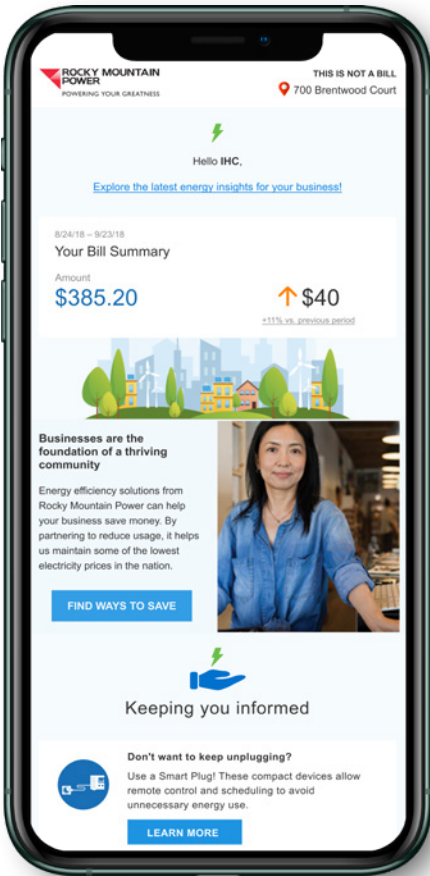 ROCKY MOUNTAIN
POWER
POWERING YOUR GREATNESS
THIS IS NOT A BILL
700 Brentwood Court
Hello IHC,
Explore the latest energy insights for your business!
8/24/18 – 9/23/18
Your Bill Summary
Amount
$385.20
$40
+11% vs. previous period
Businesses are the
foundation of a thriving
community
Energy efficiency solutions from
Rocky Mountain Power can help
your business save money. By
partnering to reduce usage, it helps
us maintain some of the lowest
electricity prices in the nation.
FIND WAYS TO SAVE
Keeping you informed
Don't want to keep unplugging?
Use a Smart Plug! These compact devices allow
remote control and scheduling to avoid
unnecessary energy use.
LEARN MORE